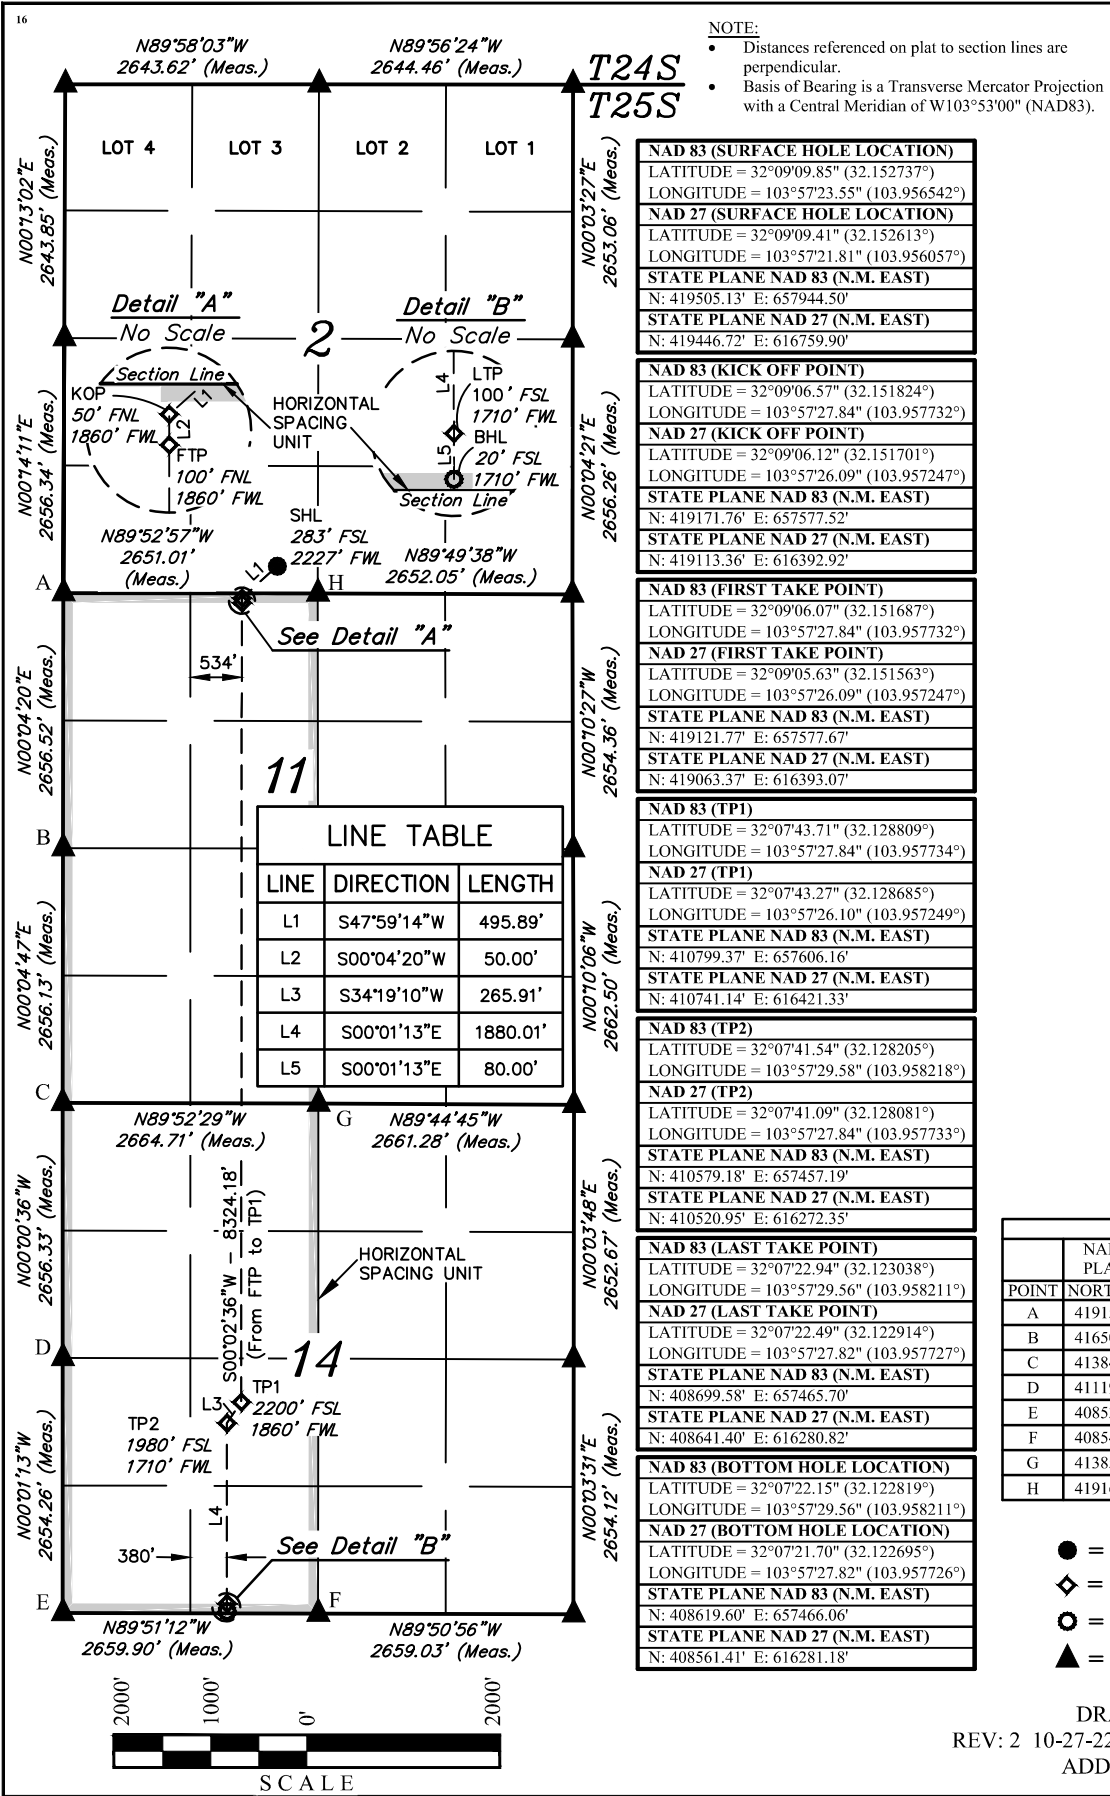 16
NOTE:
• Distances referenced on plat to section lines are
perpendicular.
• Basis of Bearing is a Transverse Mercator Projection
with a Central Meridian of W103°53'00" (NAD83).
N89°58'03"W
2643.62' (Meas.)
N89°56'24"W
2644.46' (Meas.)
T24S
T25S
LOT 4
LOT 3
LOT 2
LOT 1
N00°13'02"E
2643.85' (Meas.)
N00°03'27"E
2653.06' (Meas.)
Detail "A"
No Scale
2
Detail "B"
No Scale
Section Line
KOP
50' FNL
1860' FWL
L1
L2
FTP
100' FNL
1860' FWL
HORIZONTAL
SPACING
UNIT
L4
LTP
100' FSL
1710' FWL
L5
BHL
20' FSL
1710' FWL
Section Line
N00°14'11"E
2656.34' (Meas.)
N00°04'21"E
2656.26' (Meas.)
N89°52'57"W
2651.01'
(Meas.)
SHL
283' FSL
2227' FWL
L1
N89°49'38"W
2652.05' (Meas.)
A
H
See Detail "A"
534'
N00°04'20"E
2656.52' (Meas.)
N00°10'27"W
2654.36' (Meas.)
11
B
LINE TABLE
LINE DIRECTION LENGTH
L1 S47°59'14"W 495.89'
L2 S00°04'20"W 50.00'
L3 S34°19'10"W 265.91'
L4 S00°01'13"E 1880.01'
L5 S00°01'13"E 80.00'
N00°04'47"E
2656.13' (Meas.)
N00°10'06"W
2662.50' (Meas.)
C
G
N89°52'29"W
2664.71' (Meas.)
N89°44'45"W
2661.28' (Meas.)
N00°00'36"W
2656.33' (Meas.)
N00°03'48"E
2652.67' (Meas.)
S00°02'36"W - 8324.18'
(From FTP to TP1)
HORIZONTAL
SPACING UNIT
14
D
TP1
2200' FSL
1860' FWL
L3
TP2
1980' FSL
1710' FWL
N00°01'13"W
2654.26' (Meas.)
N00°03'31"E
2654.12' (Meas.)
L4
380'
See Detail "B"
E
F
N89°51'12"W
2659.90' (Meas.)
N89°50'56"W
2659.03' (Meas.)
2000'
1000'
0'
2000'
SCALE
NAD 83 (SURFACE HOLE LOCATION)
LATITUDE = 32°09'09.85" (32.152737°)
LONGITUDE = 103°57'23.55" (103.956542°)
NAD 27 (SURFACE HOLE LOCATION)
LATITUDE = 32°09'09.41" (32.152613°)
LONGITUDE = 103°57'21.81" (103.956057°)
STATE PLANE NAD 83 (N.M. EAST)
N: 419505.13' E: 657944.50'
STATE PLANE NAD 27 (N.M. EAST)
N: 419446.72' E: 616759.90'
NAD 83 (KICK OFF POINT)
LATITUDE = 32°09'06.57" (32.151824°)
LONGITUDE = 103°57'27.84" (103.957732°)
NAD 27 (KICK OFF POINT)
LATITUDE = 32°09'06.12" (32.151701°)
LONGITUDE = 103°57'26.09" (103.957247°)
STATE PLANE NAD 83 (N.M. EAST)
N: 419171.76' E: 657577.52'
STATE PLANE NAD 27 (N.M. EAST)
N: 419113.36' E: 616392.92'
NAD 83 (FIRST TAKE POINT)
LATITUDE = 32°09'06.07" (32.151687°)
LONGITUDE = 103°57'27.84" (103.957732°)
NAD 27 (FIRST TAKE POINT)
LATITUDE = 32°09'05.63" (32.151563°)
LONGITUDE = 103°57'26.09" (103.957247°)
STATE PLANE NAD 83 (N.M. EAST)
N: 419121.77' E: 657577.67'
STATE PLANE NAD 27 (N.M. EAST)
N: 419063.37' E: 616393.07'
NAD 83 (TP1)
LATITUDE = 32°07'43.71" (32.128809°)
LONGITUDE = 103°57'27.84" (103.957734°)
NAD 27 (TP1)
LATITUDE = 32°07'43.27" (32.128685°)
LONGITUDE = 103°57'26.10" (103.957249°)
STATE PLANE NAD 83 (N.M. EAST)
N: 410799.37' E: 657606.16'
STATE PLANE NAD 27 (N.M. EAST)
N: 410741.14' E: 616421.33'
NAD 83 (TP2)
LATITUDE = 32°07'41.54" (32.128205°)
LONGITUDE = 103°57'29.58" (103.958218°)
NAD 27 (TP2)
LATITUDE = 32°07'41.09" (32.128081°)
LONGITUDE = 103°57'27.84" (103.957733°)
STATE PLANE NAD 83 (N.M. EAST)
N: 410579.18' E: 657457.19'
STATE PLANE NAD 27 (N.M. EAST)
N: 410520.95' E: 616272.35'
NAD 83 (LAST TAKE POINT)
LATITUDE = 32°07'22.94" (32.123038°)
LONGITUDE = 103°57'29.56" (103.958211°)
NAD 27 (LAST TAKE POINT)
LATITUDE = 32°07'22.49" (32.122914°)
LONGITUDE = 103°57'27.82" (103.957727°)
STATE PLANE NAD 83 (N.M. EAST)
N: 408699.58' E: 657465.70'
STATE PLANE NAD 27 (N.M. EAST)
N: 408641.40' E: 616280.82'
NAD 83 (BOTTOM HOLE LOCATION)
LATITUDE = 32°07'22.15" (32.122819°)
LONGITUDE = 103°57'29.56" (103.958211°)
NAD 27 (BOTTOM HOLE LOCATION)
LATITUDE = 32°07'21.70" (32.122695°)
LONGITUDE = 103°57'27.82" (103.957726°)
STATE PLANE NAD 83 (N.M. EAST)
N: 408619.60' E: 657466.06'
STATE PLANE NAD 27 (N.M. EAST)
N: 408561.41' E: 616281.18'
POINT
A
B
C
D
E
F
G
H
=
=
=
=
REV: 2 10-27-22
ADD